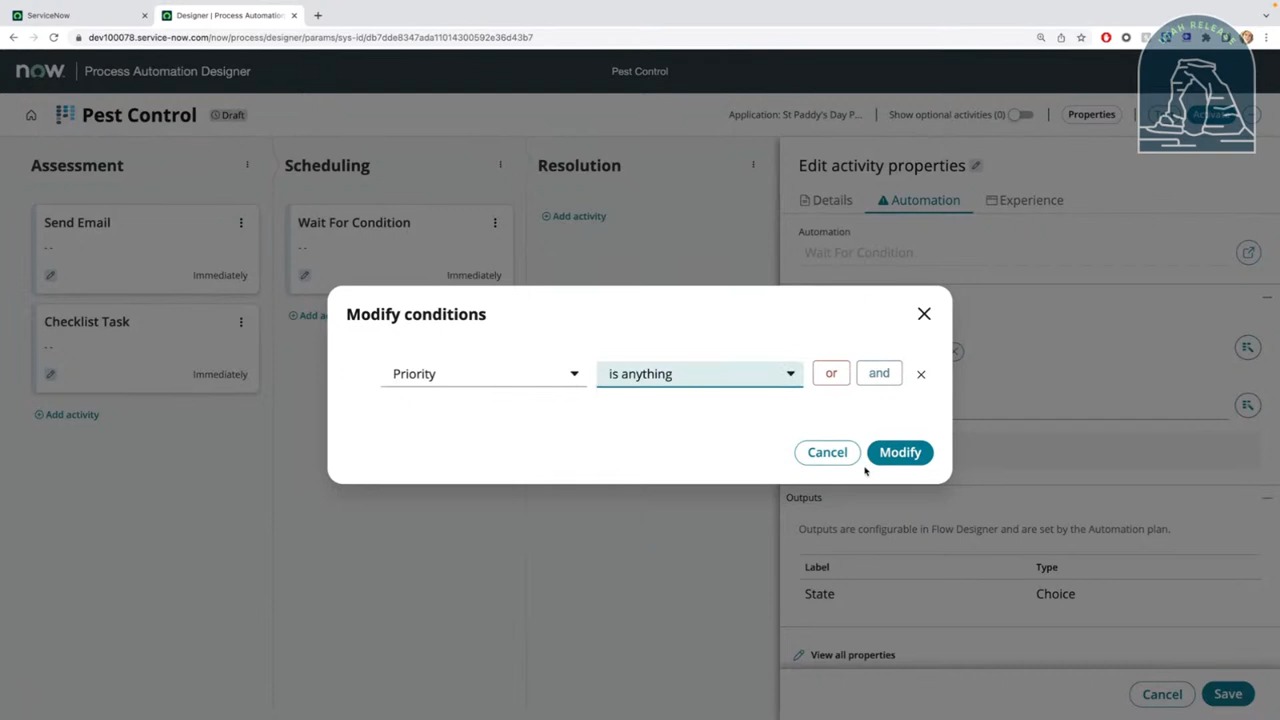 ServiceNow
Designer | Process Automation
dev100078.service-now.com/now/process/designer/params/sys-id/db7dde8347ada11014300592e36d43b7
now. Process Automation Designer
Pest Control
RELEASE
Pest Control
Draft
Application: St Paddy's Day P...
Show optional activities (0)
Properties
Assessment
Scheduling
Resolution
Edit activity properties
Send Email
--
Immediately
Wait For Condition
--
Immediately
Add activity
Details
Automation
Experience
Automation
Wait For Condition
Checklist Task
--
Immediately
Add activity
Modify conditions
Priority
is anything
or
and
Cancel
Modify
Outputs
Outputs are configurable in Flow Designer and are set by the Automation plan.
Label
Type
State
Choice
View all properties
Cancel
Save